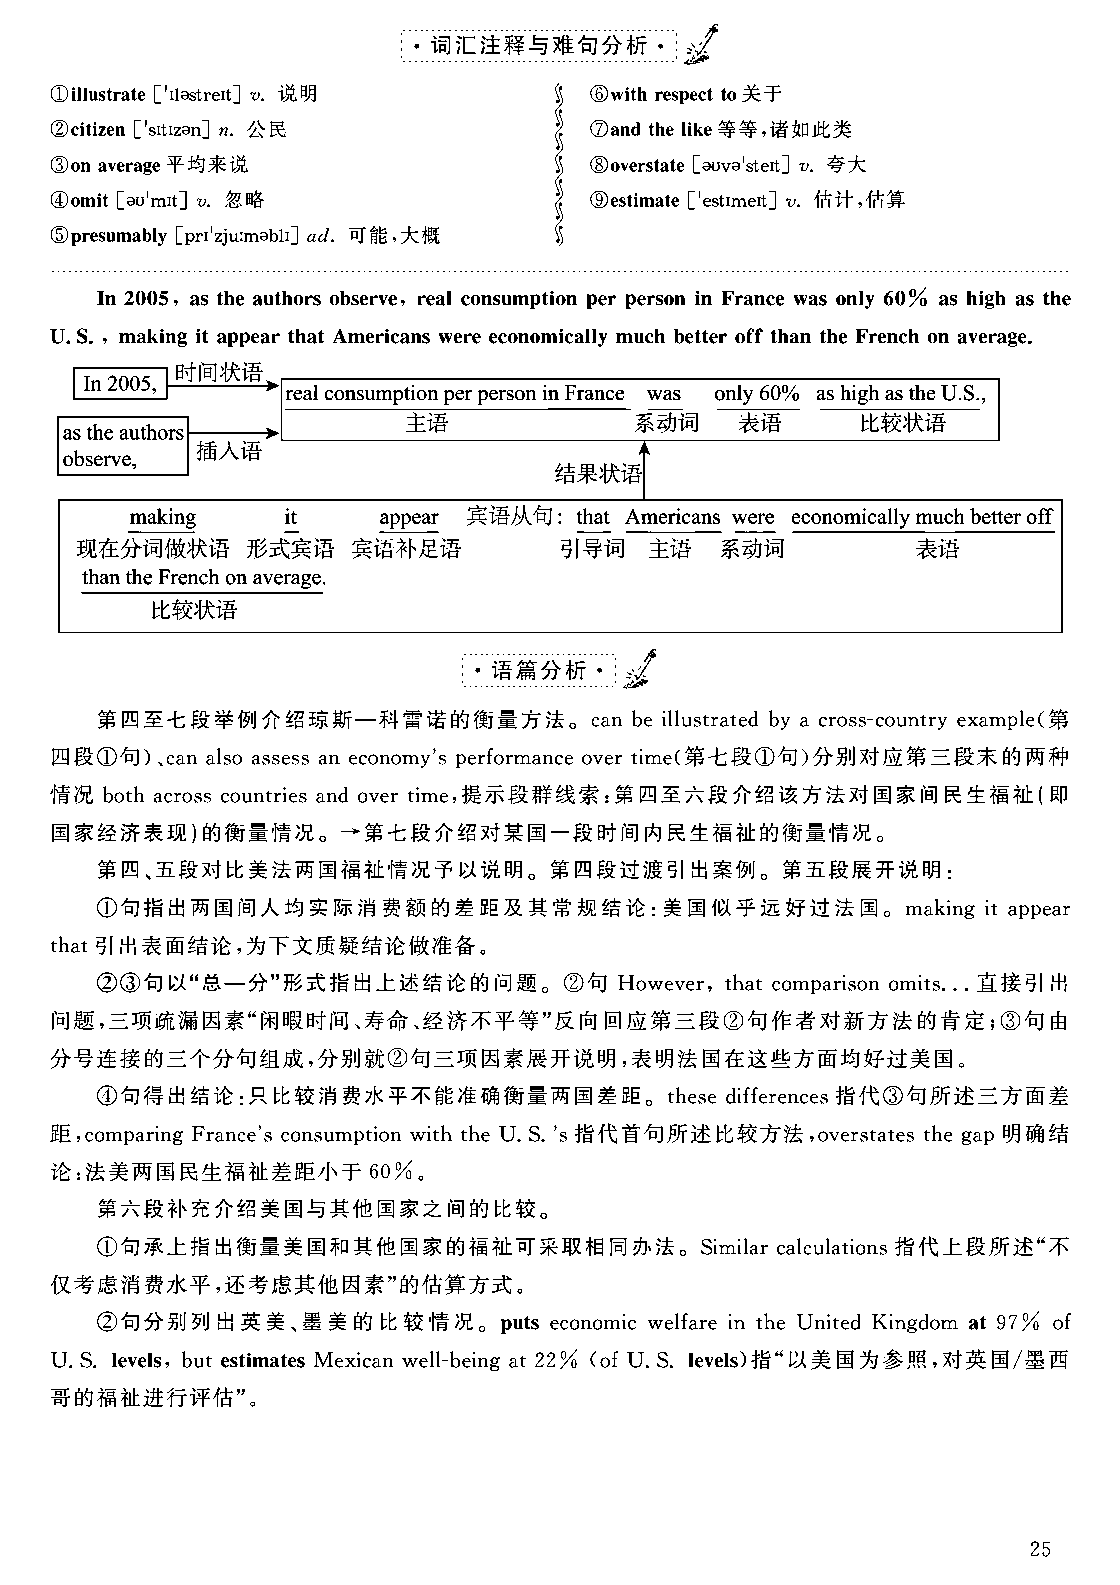 · 词汇注释与难句分析 ·
①illustrate [ˈɪləstreɪt] v. 说明
②citizen [ˈsɪtɪzən] n. 公民
③on average 平均来说
④omit [əʊˈmɪt] v. 忽略
⑤presumably [prɪˈzjuːməblɪ] ad. 可能,大概
⑥with respect to 关于
⑦and the like 等等,诸如此类
⑧overstate [əʊvəˈsteɪt] v. 夸大
⑨estimate [ˈestɪmeɪt] v. 估计,估算
In 2005, as the authors observe, real consumption per person in France was only 60% as high as the
U. S. , making it appear that Americans were economically much better off than the French on average.
In 2005, 时间状语
real consumption per person in France was only 60% as high as the U.S.,
主语 系动词 表语 比较状语
as the authors
observe, 插入语
结果状语
making it appear 宾语从句: that Americans were economically much better off
现在分词做状语 形式宾语 宾语补足语 引导词 主语 系动词 表语
than the French on average.
比较状语
· 语篇分析 ·
第四至七段举例介绍琼斯—科雷诺的衡量方法。can be illustrated by a cross-country example(第
四段①句)、can also assess an economy's performance over time(第七段①句)分别对应第三段末的两种
情况 both across countries and over time,提示段群线索:第四至六段介绍该方法对国家间民生福祉(即
国家经济表现)的衡量情况。→第七段介绍对某国一段时间内民生福祉的衡量情况。
第四、五段对比美法两国福祉情况予以说明。第四段过渡引出案例。第五段展开说明:
①句指出两国间人均实际消费额的差距及其常规结论:美国似乎远好过法国。making it appear
that 引出表面结论,为下文质疑结论做准备。
②③句以“总—分”形式指出上述结论的问题。②句 However, that comparison omits... 直接引出
问题,三项疏漏因素“闲暇时间、寿命、经济不平等”反向回应第三段②句作者对新方法的肯定;③句由
分号连接的三个分句组成,分别就②句三项因素展开说明,表明法国在这些方面均好过美国。
④句得出结论:只比较消费水平不能准确衡量两国差距。these differences 指代③句所述三方面差
距,comparing France's consumption with the U. S. 's 指代首句所述比较方法,overstates the gap 明确结
论:法美两国民生福祉差距小于 60%。
第六段补充介绍美国与其他国家之间的比较。
①句承上指出衡量美国和其他国家的福祉可采取相同办法。Similar calculations 指代上段所述“不
仅考虑消费水平,还考虑其他因素”的估算方式。
②句分别列出英美、墨美的比较情况。puts economic welfare in the United Kingdom at 97% of
U. S. levels, but estimates Mexican well-being at 22% (of U. S. levels)指“以美国为参照,对英国/墨西
哥的福祉进行评估”。
25